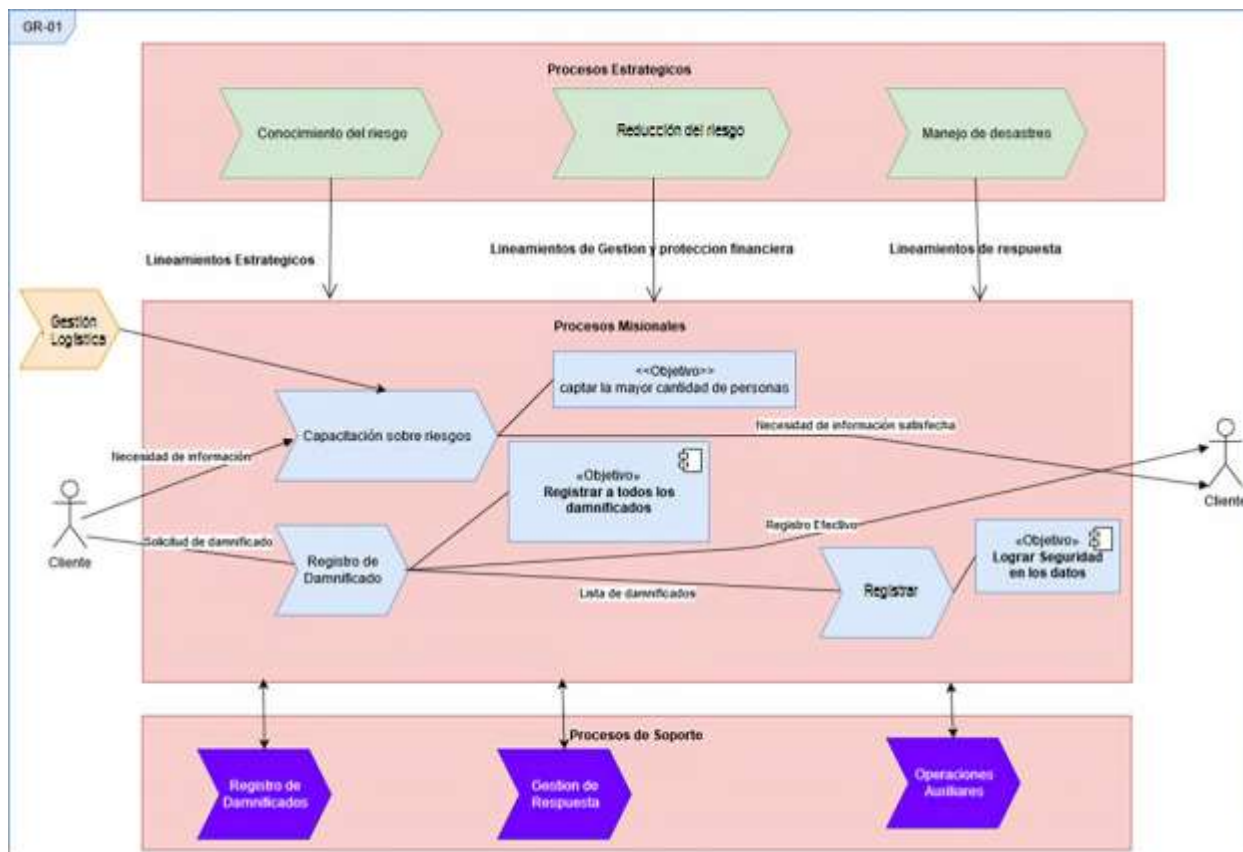 GR-01
Procesos Estrategicos
Conocimiento del riesgo
Reducción del riesgo
Manejo de desastres
Lineamientos Estrategicos
Lineamientos de Gestion y proteccion financiera
Lineamientos de respuesta
Gestión
Logística
Procesos Misionales
<<Objetivo>>
captar la mayor cantidad de personas
Capacitación sobre riesgos
Necesidad de información satisfecha
Necesidad de información
«Objetivo»
Registrar a todos los
damnificados
Cliente
Cliente
Solicitud de damnificado
Registro de
Damnificado
Registro Efectivo
Lista de damnificados
Registrar
«Objetivo»
Lograr Seguridad
en los datos
Procesos de Soporte
Registro de
Damnificados
Gestion de
Respuesta
Operaciones
Auxiliares